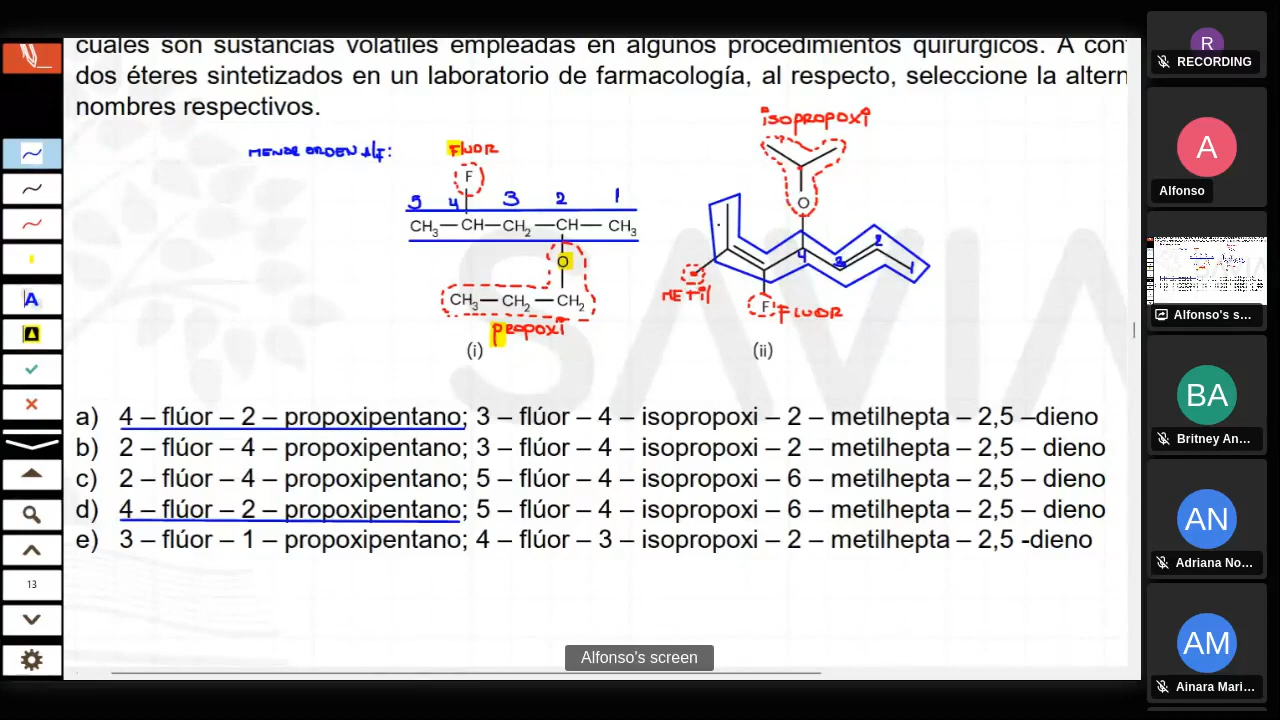 cuales son sustancias volátiles empleadas en algunos procedimientos quirúrgicos. A con
dos éteres sintetizados en un laboratorio de farmacología, al respecto, seleccione la altern
nombres respectivos.
isopropoxi
MENOR ORDEN Alf:
FLUOR
F
O
5 4 3 2 1
CH3—CH—CH2—CH—CH3
O
CH3—CH2—CH2
propoxi
4 3 2 1
METIL
F FLUOR
(i) (ii)
SAVIA
a) 4 – flúor – 2 – propoxipentano; 3 – flúor – 4 – isopropoxi – 2 – metilhepta – 2,5 –dieno
b) 2 – flúor – 4 – propoxipentano; 3 – flúor – 4 – isopropoxi – 2 – metilhepta – 2,5 – dieno
c) 2 – flúor – 4 – propoxipentano; 5 – flúor – 4 – isopropoxi – 6 – metilhepta – 2,5 – dieno
d) 4 – flúor – 2 – propoxipentano; 5 – flúor – 4 – isopropoxi – 6 – metilhepta – 2,5 – dieno
e) 3 – flúor – 1 – propoxipentano; 4 – flúor – 3 – isopropoxi – 2 – metilhepta – 2,5 -dieno
Alfonso's screen
A
A
13
R
RECORDING
A
Alfonso
Alfonso's s...
BA
Britney An...
AN
Adriana No...
AM
Ainara Mari...